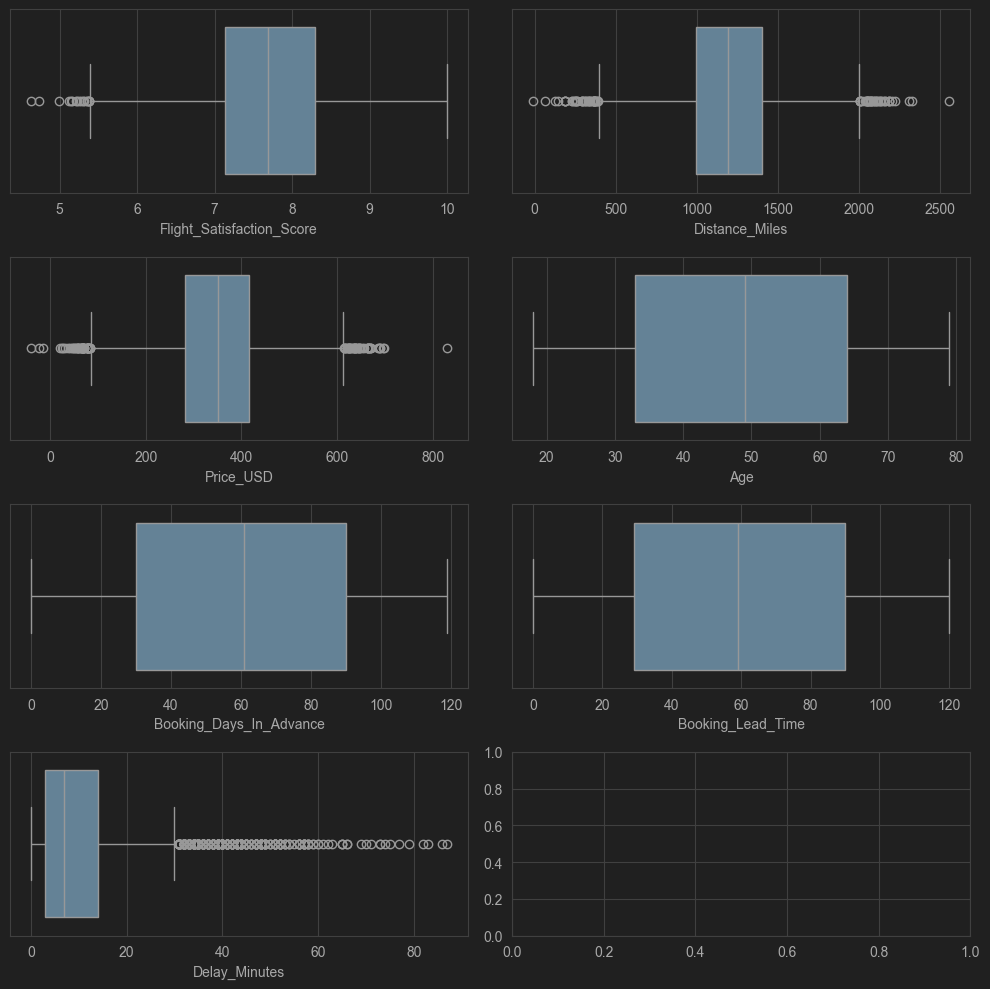 5 6 7 8 9 10
Flight_Satisfaction_Score
0 500 1000 1500 2000 2500
Distance_Miles
0 200 400 600 800
Price_USD
20 30 40 50 60 70 80
Age
0 20 40 60 80 100 120
Booking_Days_In_Advance
0 20 40 60 80 100 120
Booking_Lead_Time
0 20 40 60 80
Delay_Minutes
1.0
0.8
0.6
0.4
0.2
0.0
0.0 0.2 0.4 0.6 0.8 1.0